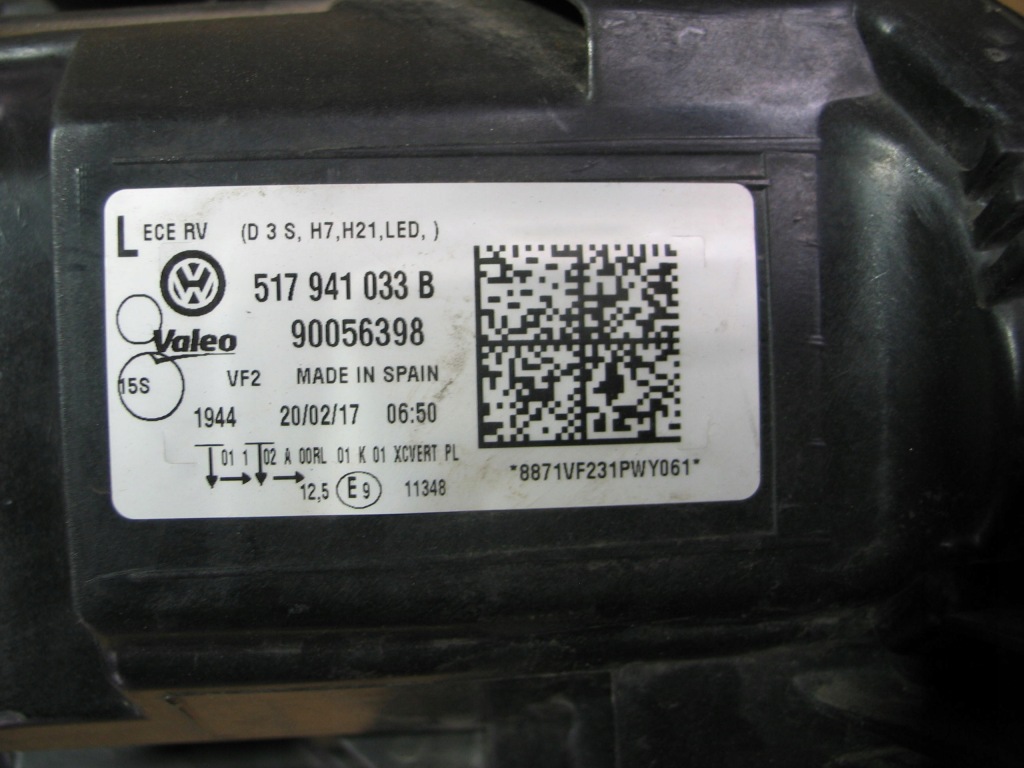 L ECE RV (D 3 S, H7,H21,LED, )
517 941 033 B
Valeo 90056398
15S VF2 MADE IN SPAIN
1944 20/02/17 06:50
01 1 02 A 00RL 01 K 01 XCVERT PL
12,5 E9 11348
*8871VF231PWY061*